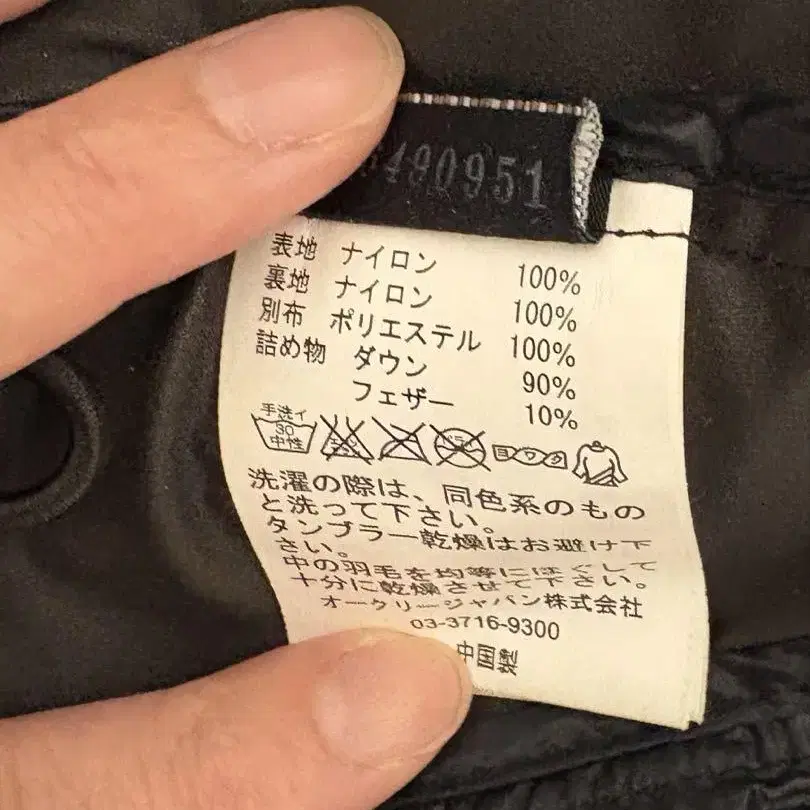 480951
表地 ナイロン 100%
裏地 ナイロン 100%
別布 ポリエステル 100%
詰め物 ダウン 90%
フェザー 10%
手洗イ
30
中性
ヨワク
洗濯の際は、同色系のもの
と洗って下さい。
タンブラー乾燥はお避け下
さい。
中の羽毛を均等にほぐして
十分に乾燥させて下さい。
オークリージャパン株式会社
03-3716-9300
中国製